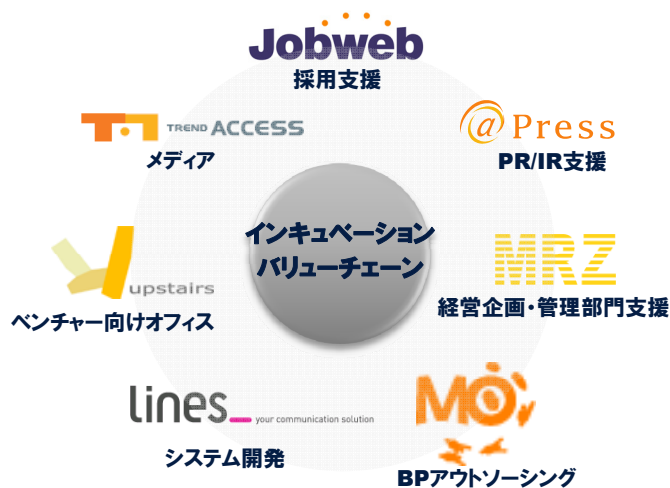 Jobweb
採用支援
TREND ACCESS
メディア
@Press
PR/IR支援
インキュベーション
バリューチェーン
upstairs
ベンチャー向けオフィス
MRZ
経営企画・管理部門支援
lines_ your communication solution
システム開発
MO
BPアウトソーシング